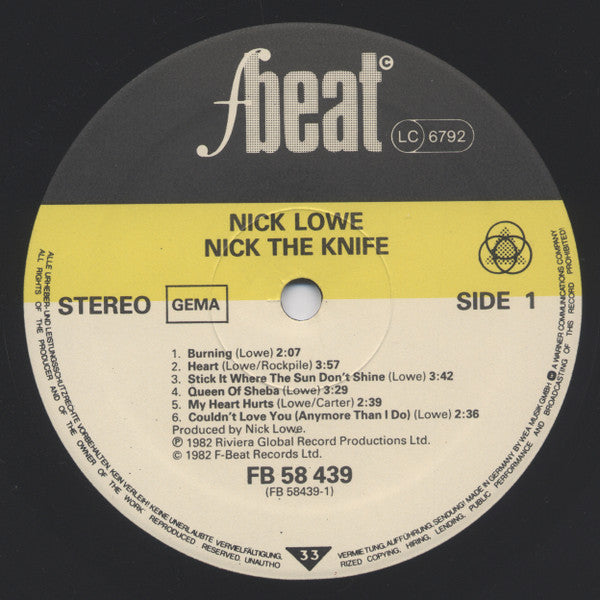 fbeat©
LC 6792
NICK LOWE
NICK THE KNIFE
STEREO GEMA SIDE 1
1. Burning (Lowe) 2:07
2. Heart (Lowe/Rockpile) 3:57
3. Stick It Where The Sun Don't Shine (Lowe) 3:42
4. Queen Of Sheba (Lowe) 3:29
5. My Heart Hurts (Lowe/Carter) 2:39
6. Couldn't Love You (Anymore Than I Do) (Lowe) 2:36
Produced by Nick Lowe.
℗ 1982 Riviera Global Record Productions Ltd.
© 1982 F-Beat Records Ltd.
FB 58 439
(FB 58439-1)
33
ALLE URHEBER- UND LEISTUNGSSCHUTZRECHTE VORBEHALTEN. KEIN VERLEIH! KEINE UNERLAUBTE VERVIELFÄLTIGUNG, VERMIETUNG, AUFFÜHRUNG, SENDUNG! MADE IN GERMANY BY WEA MUSIK GMBH A WARNER COMMUNICATIONS COMPANY
ALL RIGHTS OF THE PRODUCER AND OF THE OWNER OF THE WORK REPRODUCED RESERVED. UNAUTHORIZED COPYING, HIRING, LENDING, PUBLIC PERFORMANCE AND BROADCASTING OF THIS RECORD PROHIBITED!